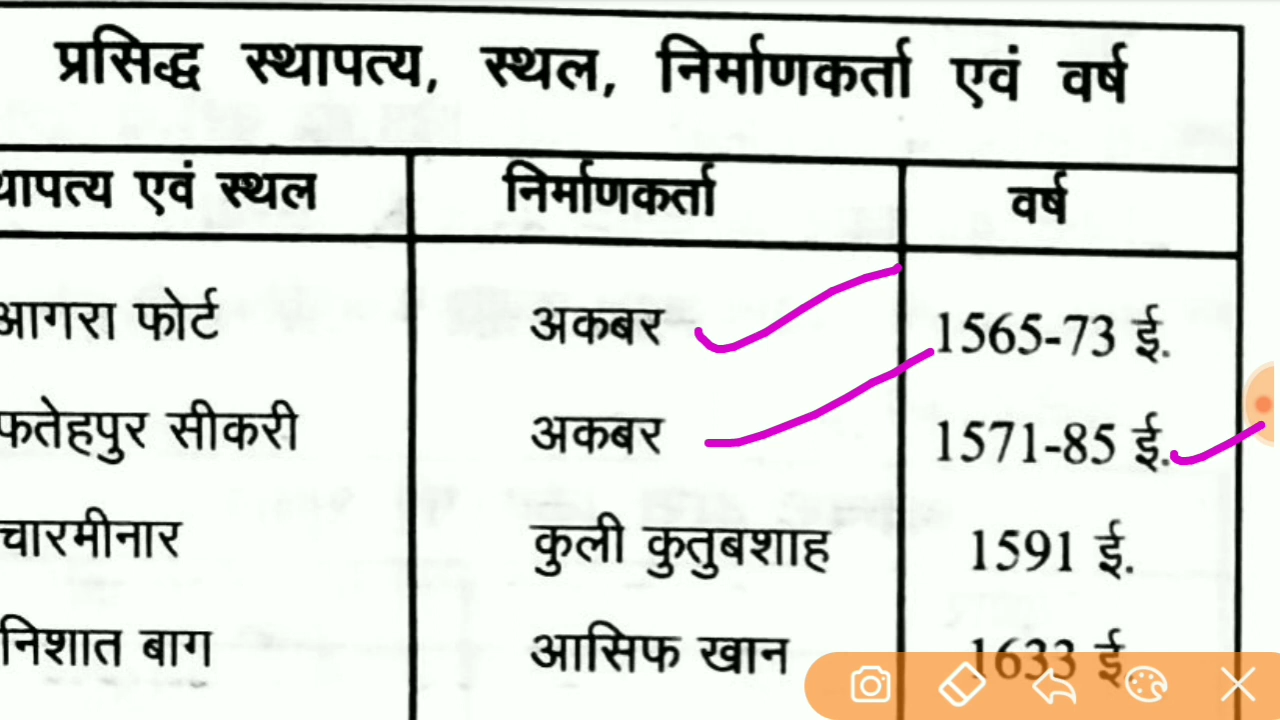 प्रसिद्ध स्थापत्य, स्थल, निर्माणकर्ता एवं वर्ष
थापत्य एवं स्थल निर्माणकर्ता वर्ष
आगरा फोर्ट अकबर 1565-73 ई.
फतेहपुर सीकरी अकबर 1571-85 ई.
चारमीनार कुली कुतुबशाह 1591 ई.
निशात बाग आसिफ खान 1633 ई.